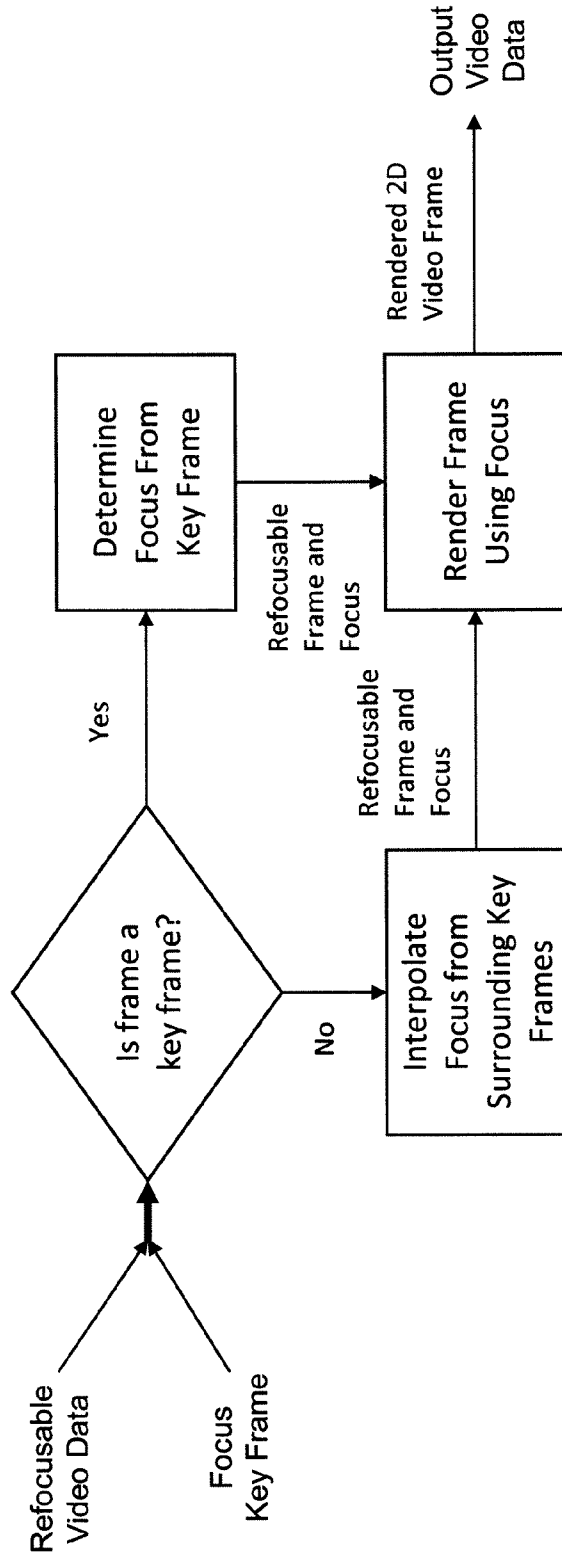 Refocusable
Video Data
Focus
Key Frame
Is frame a
key frame?
Yes
No
Determine
Focus From
Key Frame
Interpolate
Focus from
Surrounding Key
Frames
Refocusable
Frame and
Focus
Refocusable
Frame and
Focus
Render Frame
Using Focus
Rendered 2D
Video Frame
Output
Video
Data